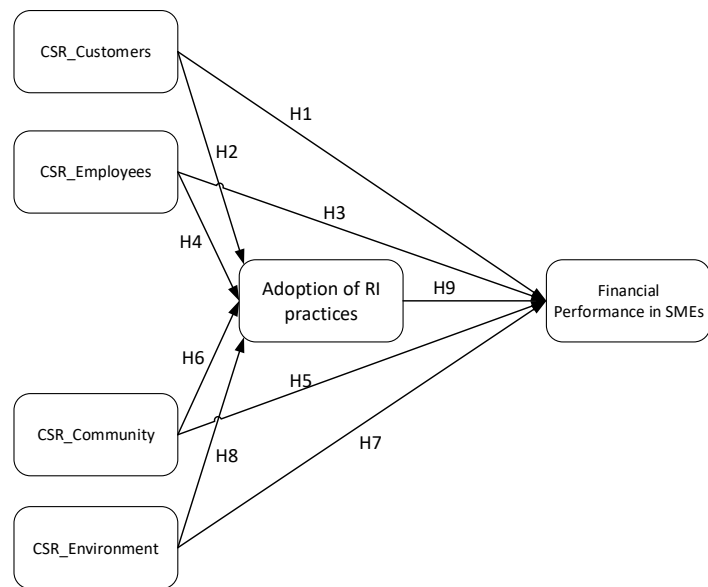 CSR_Customers
H1
H2
CSR_Employees
H3
H4
Adoption of RI
practices
H9
Financial
Performance in SMEs
H6
H5
CSR_Community
H7
H8
CSR_Environment